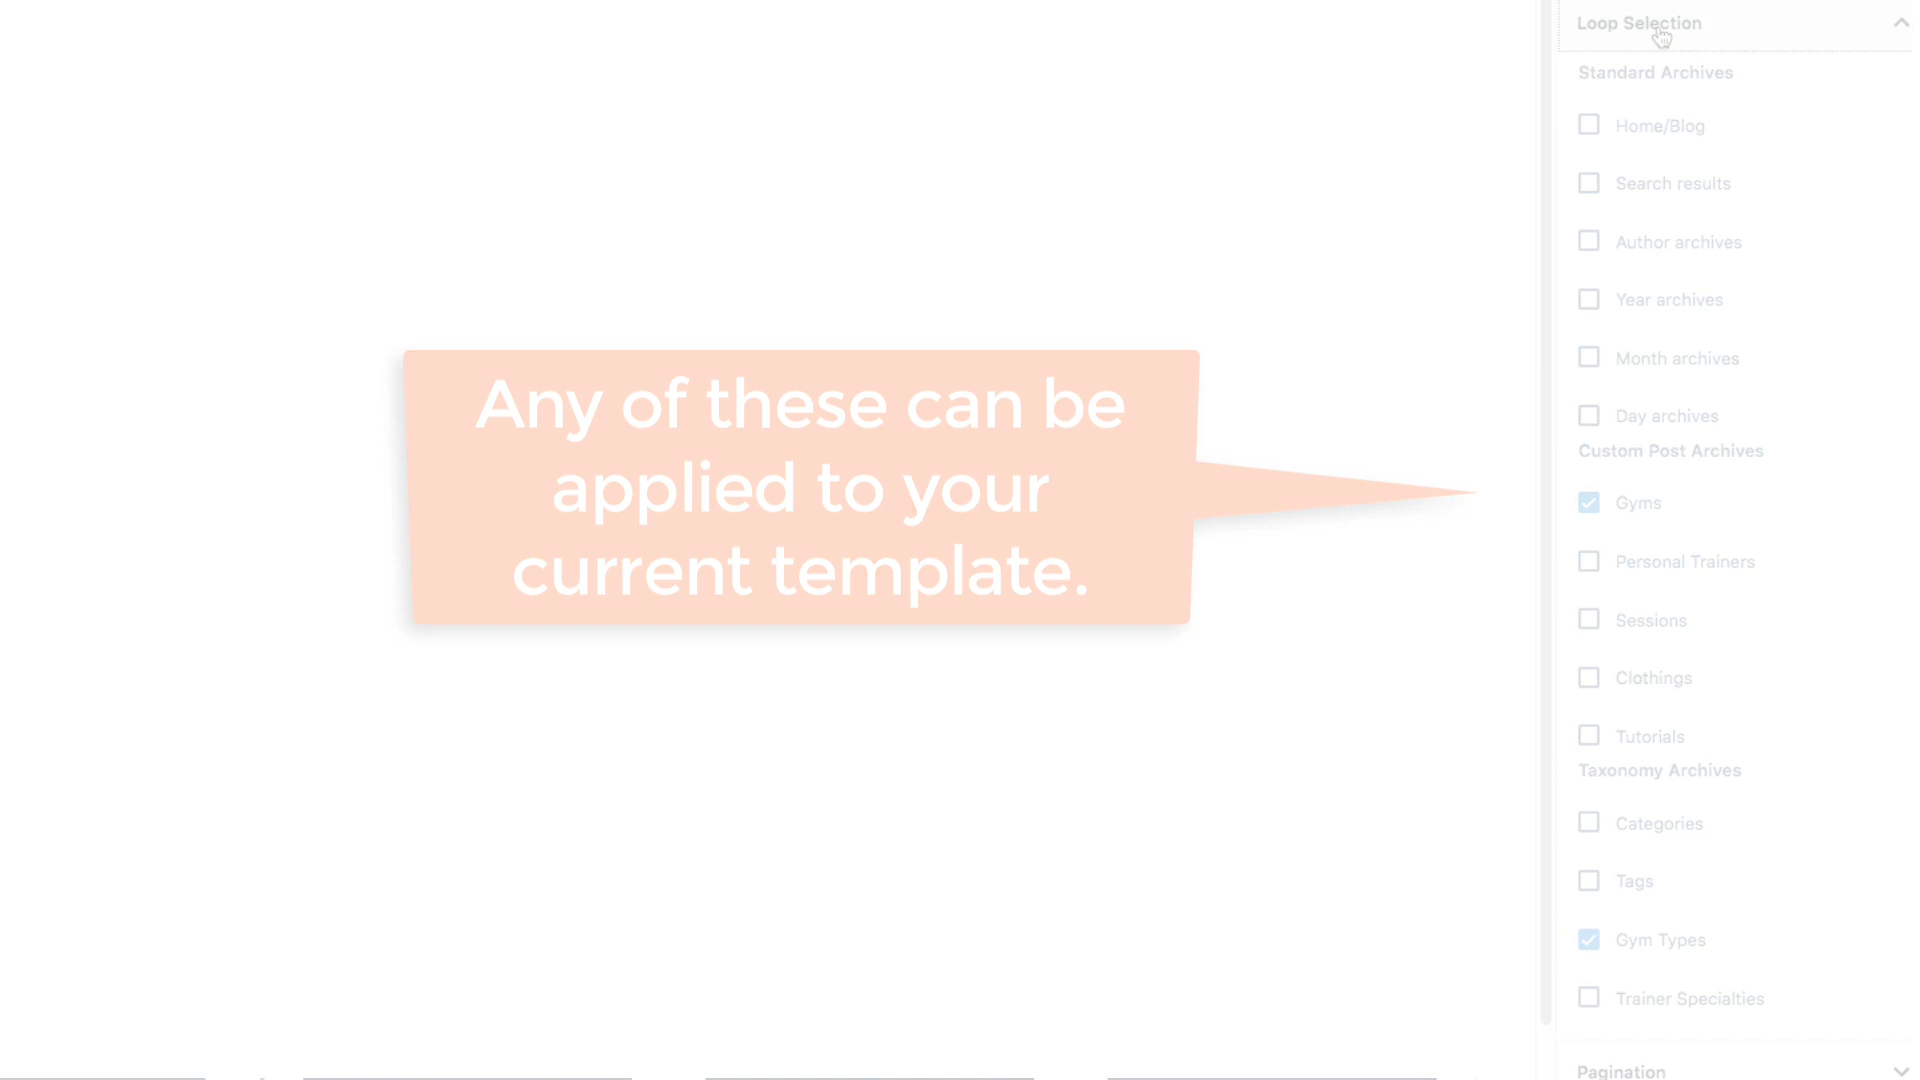 Any of these can be
applied to your
current template.
Loop Selection
Standard Archives
Home/Blog
Search results
Author archives
Year archives
Month archives
Day archives
Custom Post Archives
Gyms
Personal Trainers
Sessions
Clothings
Tutorials
Taxonomy Archives
Categories
Tags
Gym Types
Trainer Specialties
Pagination